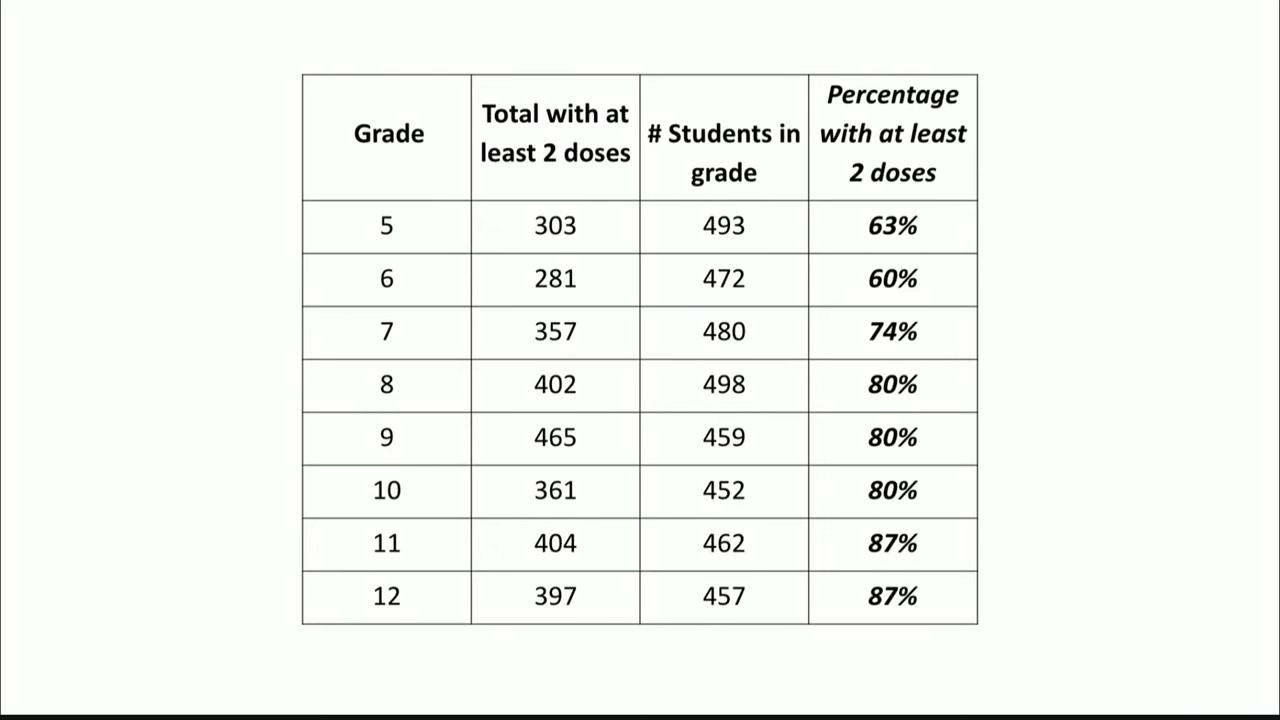 Grade Total with at least 2 doses # Students in grade Percentage with at least 2 doses
5 303 493 63%
6 281 472 60%
7 357 480 74%
8 402 498 80%
9 465 459 80%
10 361 452 80%
11 404 462 87%
12 397 457 87%